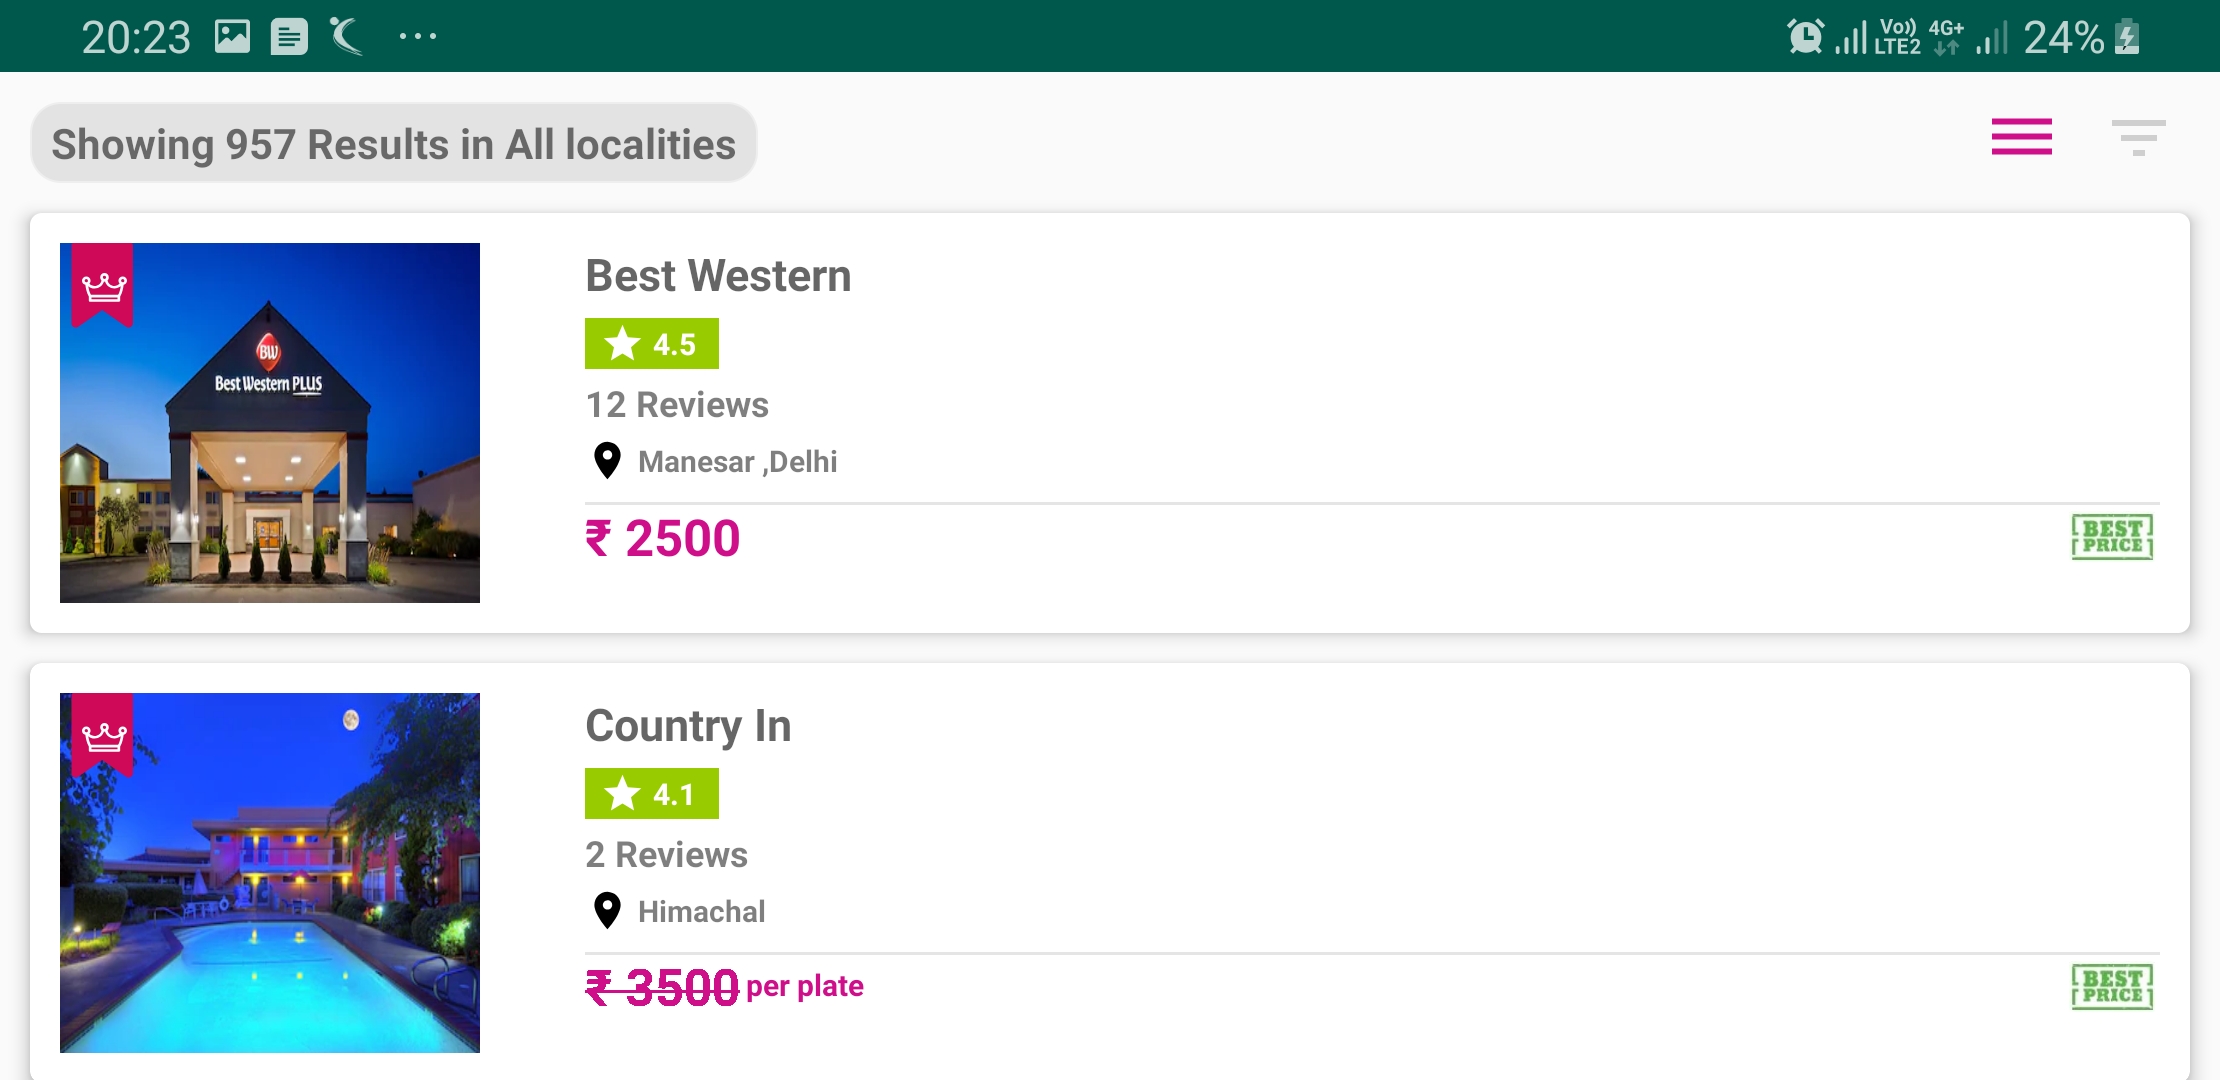 20:23
Vo)) LTE2 4G+ 24%
Showing 957 Results in All localities
BW
Best Western PLUS
Best Western
4.5
12 Reviews
Manesar ,Delhi
₹ 2500
BEST PRICE
Country In
4.1
2 Reviews
Himachal
₹ 3500 per plate
BEST PRICE